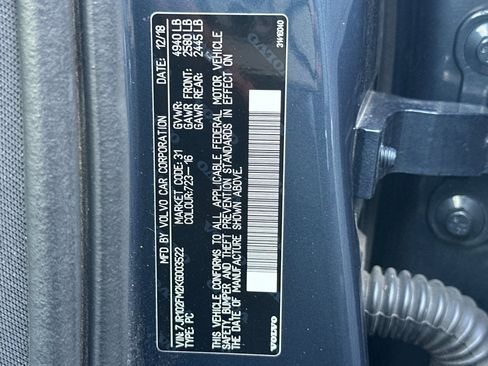 MFD BY VOLVO CAR CORPORATION DATE: 12/18
MARKET CODE: 31 GVWR: 4940 LB
COLOUR:723-16 GAWR FRONT: 2580 LB
GAWR REAR: 2445 LB
VIN: 7JR102FM2KG003522
TYPE: PC
THIS VEHICLE CONFORMS TO ALL APPLICABLE FEDERAL MOTOR VEHICLE
SAFETY, BUMPER AND THEFT PREVENTION STANDARDS IN EFFECT ON
THE DATE OF MANUFACTURE SHOWN ABOVE.
VOLVO